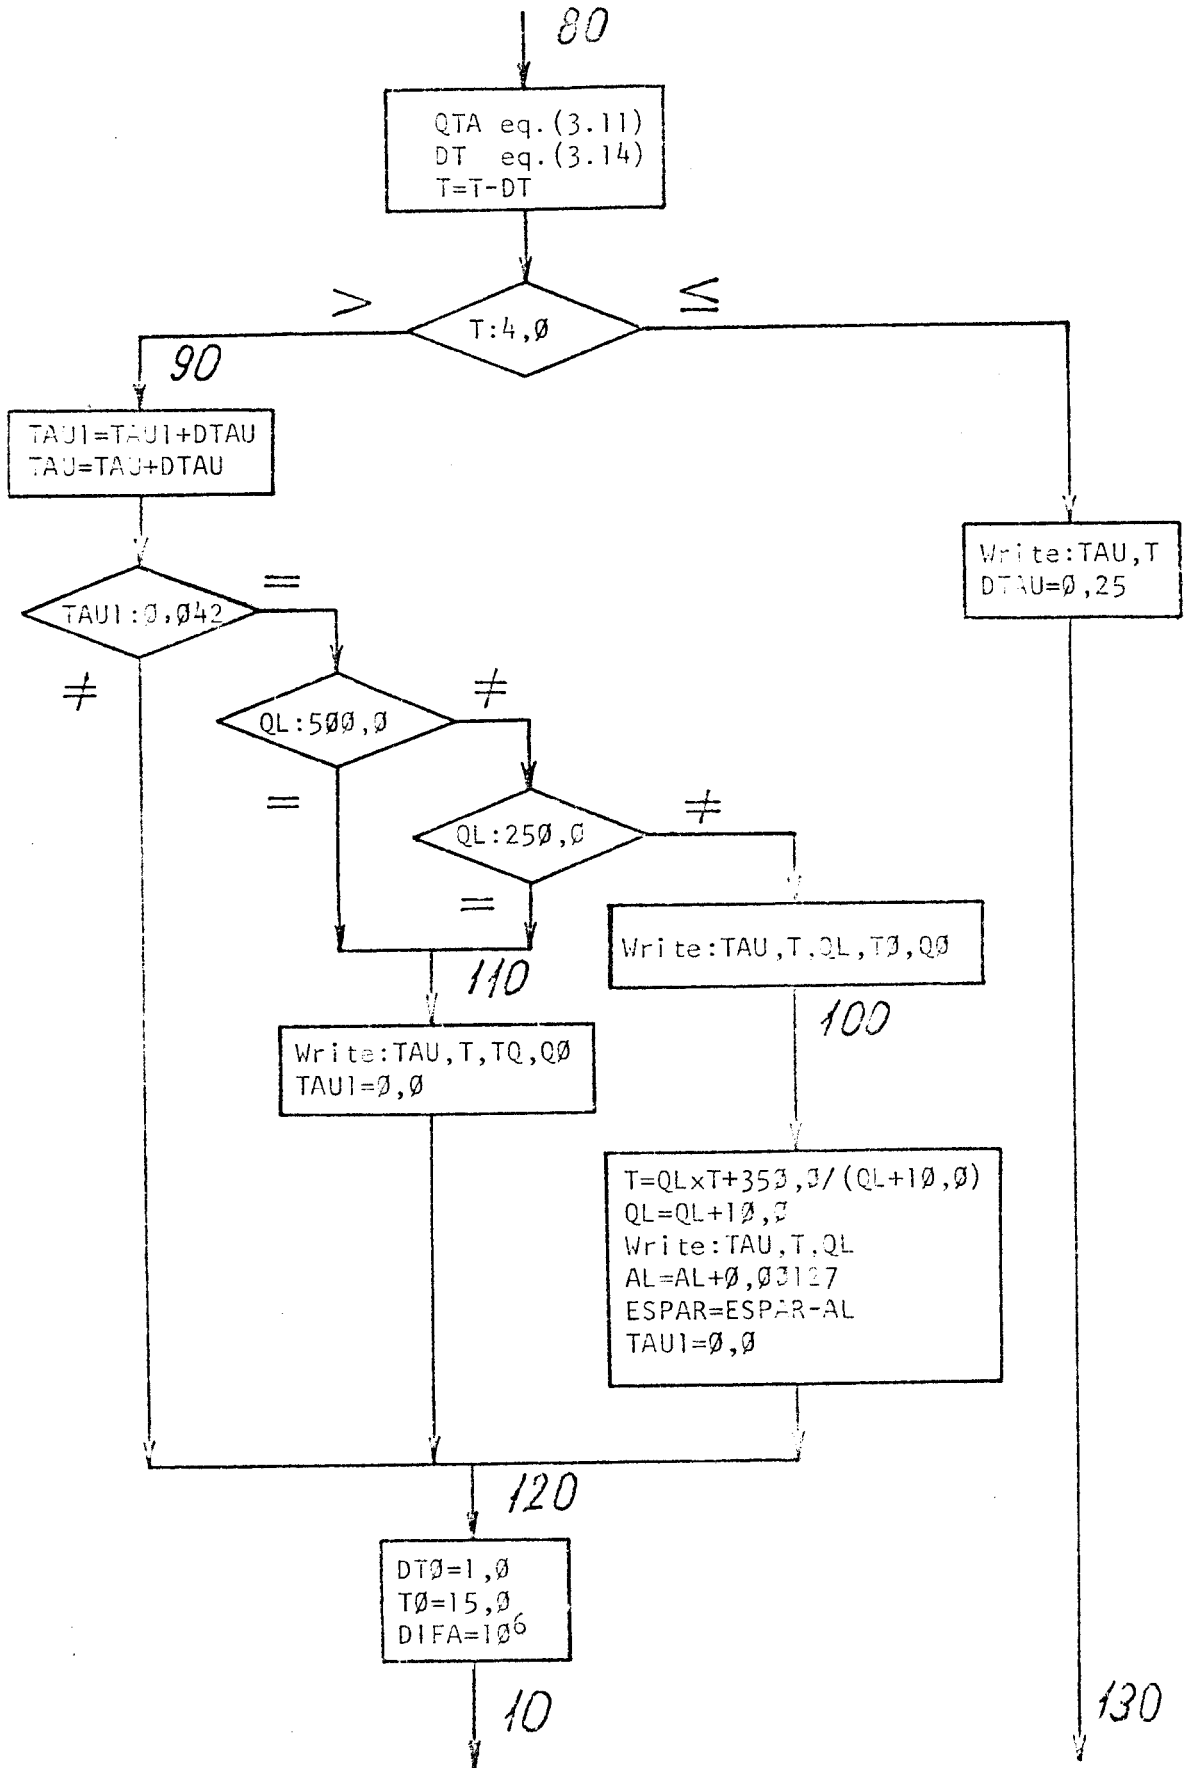 80
QTA eq.(3.11)
DT eq.(3.14)
T=T-DT
>
≤
T:4,Ø
90
TAU1=TAU1+DTAU
TAU=TAU+DTAU
Write:TAU,T
DTAU=Ø,25
=
TAU1:Ø,Ø42
≠
≠
QL:5ØØ,Ø
=
≠
QL:25Ø,Ø
=
Write:TAU,T,QL,TØ,QØ
110
100
Write:TAU,T,TQ,QØ
TAU1=Ø,Ø
T=QLxT+35Ø,Ø/(QL+1Ø,Ø)
QL=QL+1Ø,Ø
Write:TAU,T,QL
AL=AL+Ø,Ø3127
ESPAR=ESPAR-AL
TAU1=Ø,Ø
120
DTØ=1,Ø
TØ=15,Ø
DIFA=1Ø⁶
10
130